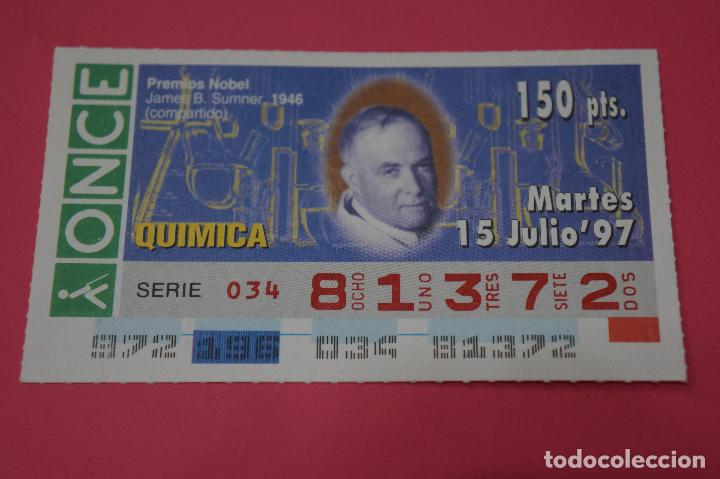 ONCE
Premios Nobel
James B. Sumner, 1946
(compartido)
150 pts.
QUIMICA
Martes
15 Julio'97
SERIE 034 8 OCHO 1 UNO 3 TRES 7 SIETE 2 DOS
972 196 034 81372
todocoleccion